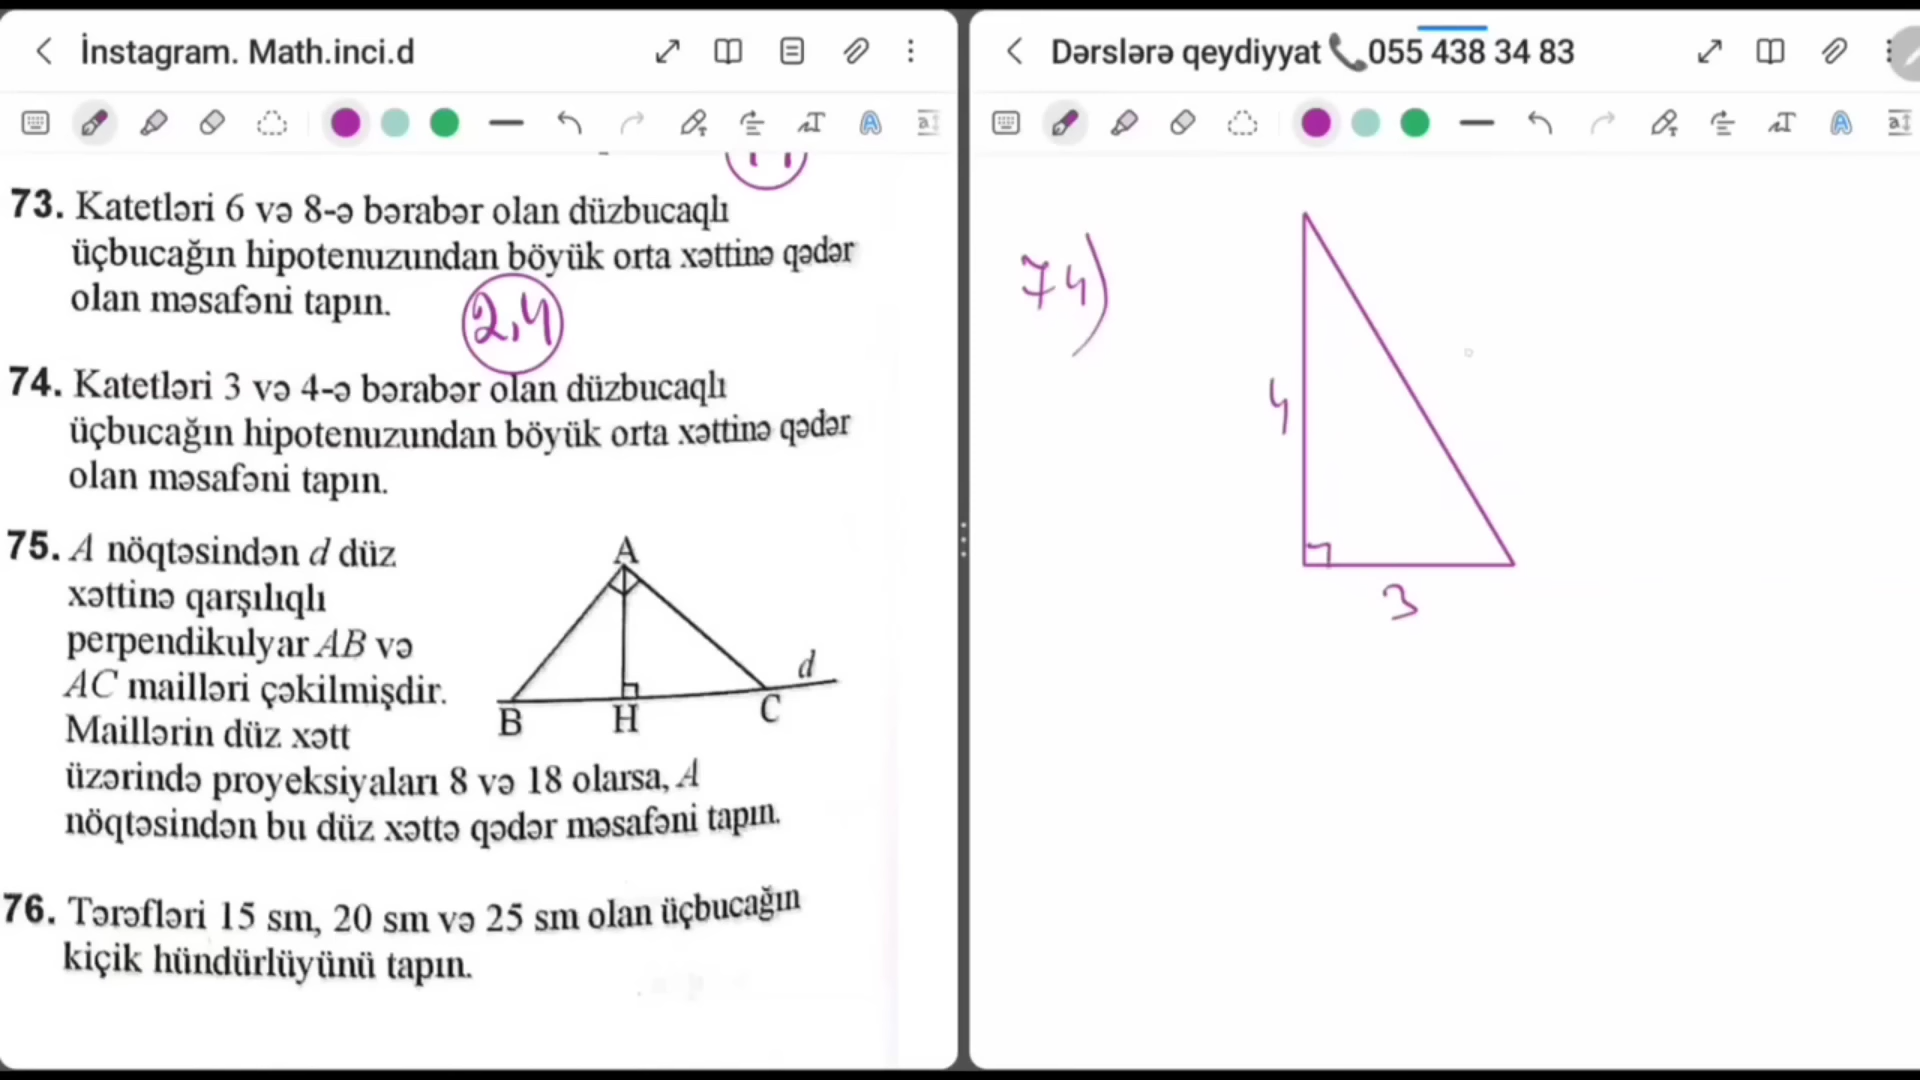 İnstagram. Math.inci.d
73. Katetləri 6 və 8-ə bərabər olan düzbucaqlı
üçbucağın hipotenuzundan böyük orta xəttinə qədər
olan məsafəni tapın.
2,4
74. Katetləri 3 və 4-ə bərabər olan düzbucaqlı
üçbucağın hipotenuzundan böyük orta xəttinə qədər
olan məsafəni tapın.
75. A nöqtəsindən d düz
xəttinə qarşılıqlı
perpendikulyar AB və
AC mailləri çəkilmişdir.
Maillərin düz xətt
üzərində proyeksiyaları 8 və 18 olarsa, A
nöqtəsindən bu düz xəttə qədər məsafəni tapın.
A
d
B H C
76. Tərəfləri 15 sm, 20 sm və 25 sm olan üçbucağın
kiçik hündürlüyünü tapın.
Dərslərə qeydiyyat 📞055 438 34 83
74)
4
3